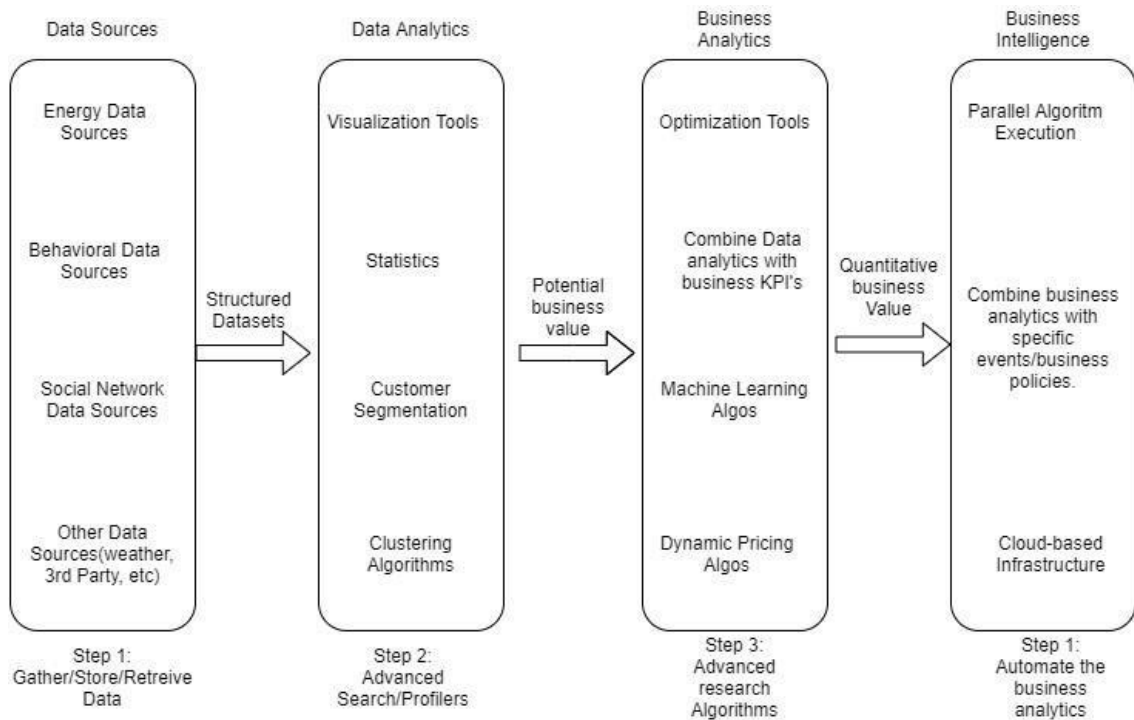 Data Sources
Energy Data
Sources
Behavioral Data
Sources
Social Network
Data Sources
Other Data
Sources(weather,
3rd Party, etc)
Step 1:
Gather/Store/Retreive
Data
Structured
Datasets
Data Analytics
Visualization Tools
Statistics
Customer
Segmentation
Clustering
Algorithms
Step 2:
Advanced
Search/Profilers
Potential
business
value
Business
Analytics
Optimization Tools
Combine Data
analytics with
business KPI's
Machine Learning
Algos
Dynamic Pricing
Algos
Step 3:
Advanced
research
Algorithms
Quantitative
business
Value
Business
Intelligence
Parallel Algoritm
Execution
Combine business
analytics with
specific
events/business
policies.
Cloud-based
Infrastructure
Step 1:
Automate the
business
analytics